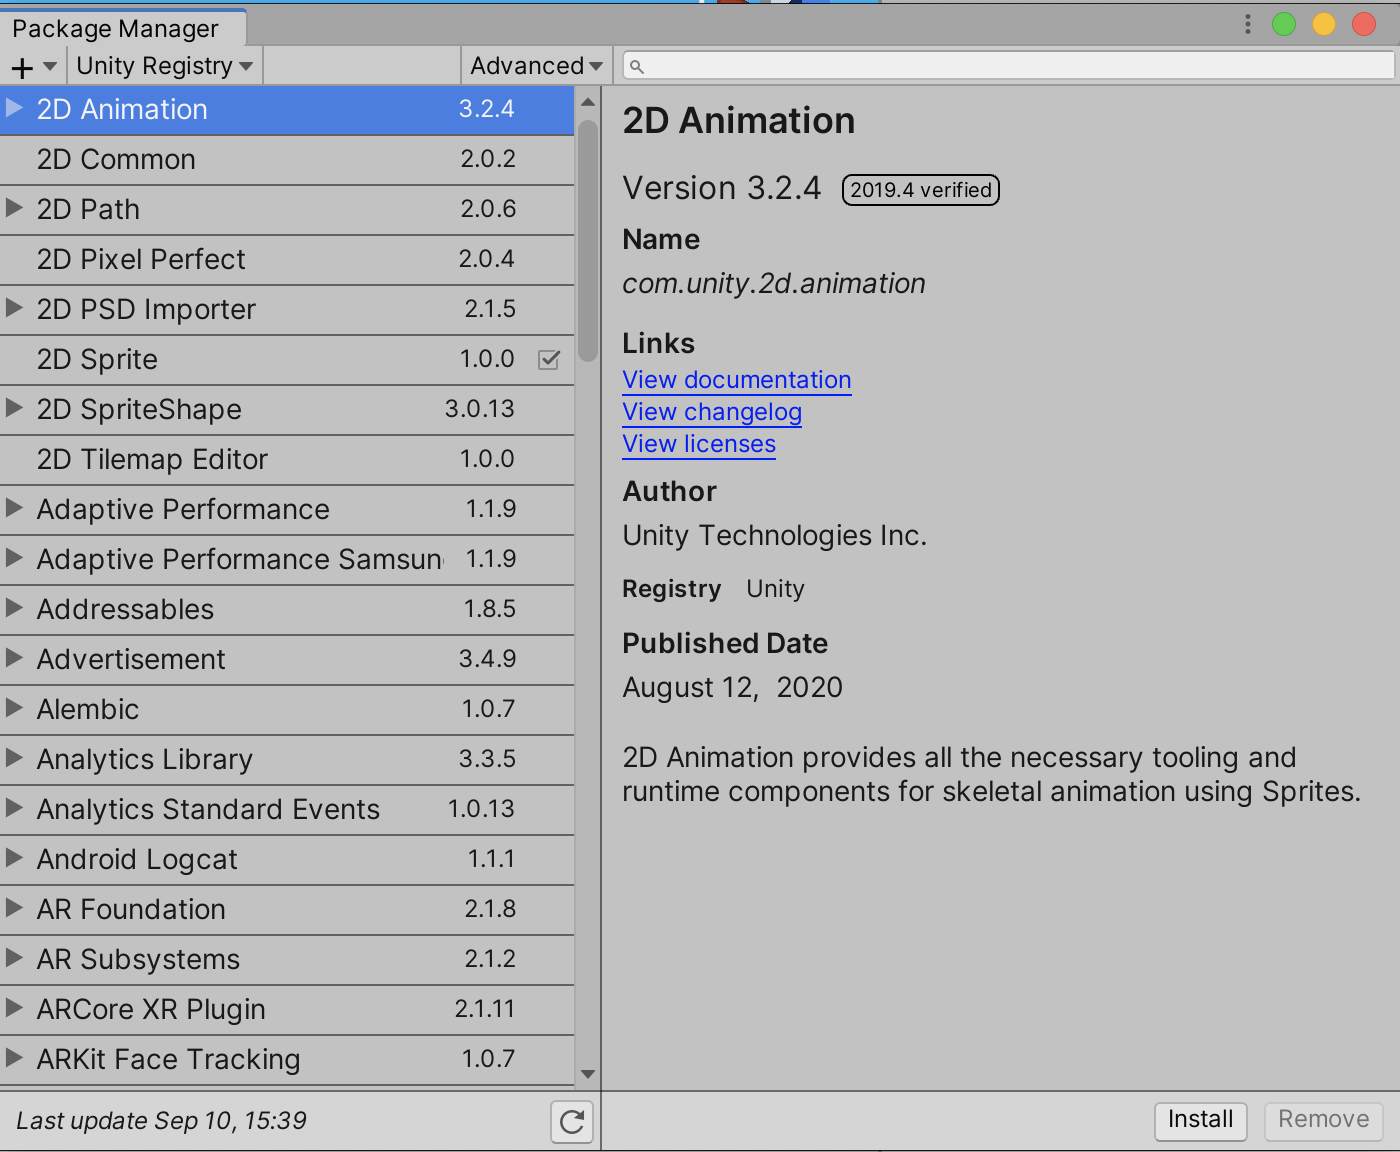 Package Manager
Unity Registry
Advanced
2D Animation 3.2.4
2D Common 2.0.2
2D Path 2.0.6
2D Pixel Perfect 2.0.4
2D PSD Importer 2.1.5
2D Sprite 1.0.0
2D SpriteShape 3.0.13
2D Tilemap Editor 1.0.0
Adaptive Performance 1.1.9
Adaptive Performance Samsun 1.1.9
Addressables 1.8.5
Advertisement 3.4.9
Alembic 1.0.7
Analytics Library 3.3.5
Analytics Standard Events 1.0.13
Android Logcat 1.1.1
AR Foundation 2.1.8
AR Subsystems 2.1.2
ARCore XR Plugin 2.1.11
ARKit Face Tracking 1.0.7
Last update Sep 10, 15:39
2D Animation
Version 3.2.4 2019.4 verified
Name
com.unity.2d.animation
Links
View documentation
View changelog
View licenses
Author
Unity Technologies Inc.
Registry Unity
Published Date
August 12, 2020
2D Animation provides all the necessary tooling and
runtime components for skeletal animation using Sprites.
Install Remove